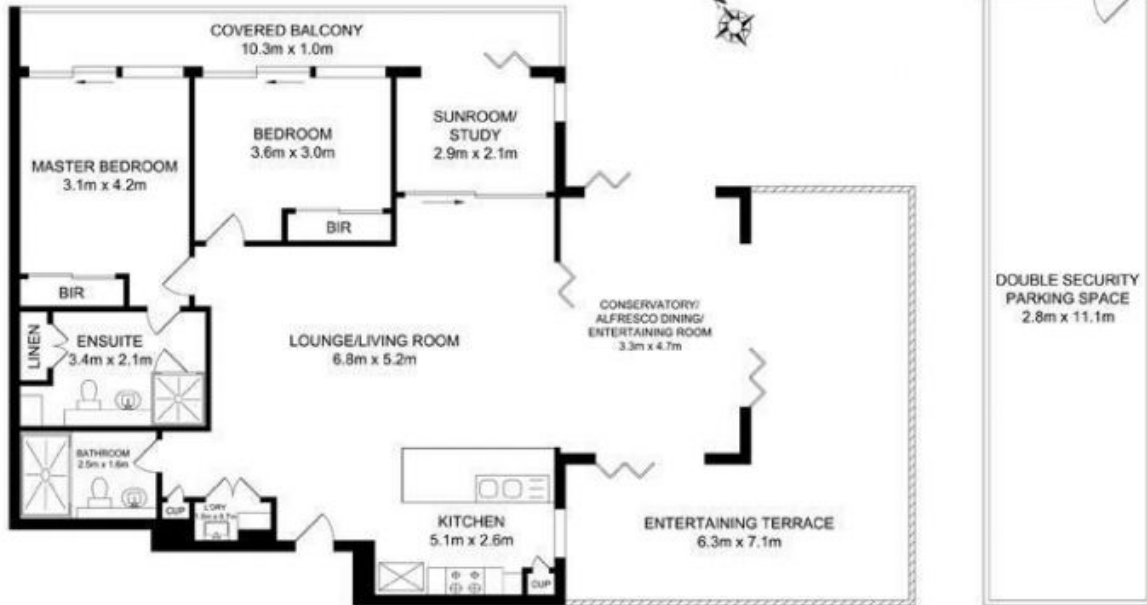 COVERED BALCONY
10.3m x 1.0m
MASTER BEDROOM
3.1m x 4.2m
BEDROOM
3.6m x 3.0m
SUNROOM/
STUDY
2.9m x 2.1m
BIR
BIR
LINEN
ENSUITE
3.4m x 2.1m
LOUNGE/LIVING ROOM
6.8m x 5.2m
CONSERVATORY/
ALFRESCO DINING/
ENTERTAINING ROOM
3.3m x 4.7m
DOUBLE SECURITY
PARKING SPACE
2.8m x 11.1m
BATHROOM
2.5m x 1.6m
CUP
L'DRY
KITCHEN
5.1m x 2.6m
CUP
ENTERTAINING TERRACE
6.3m x 7.1m